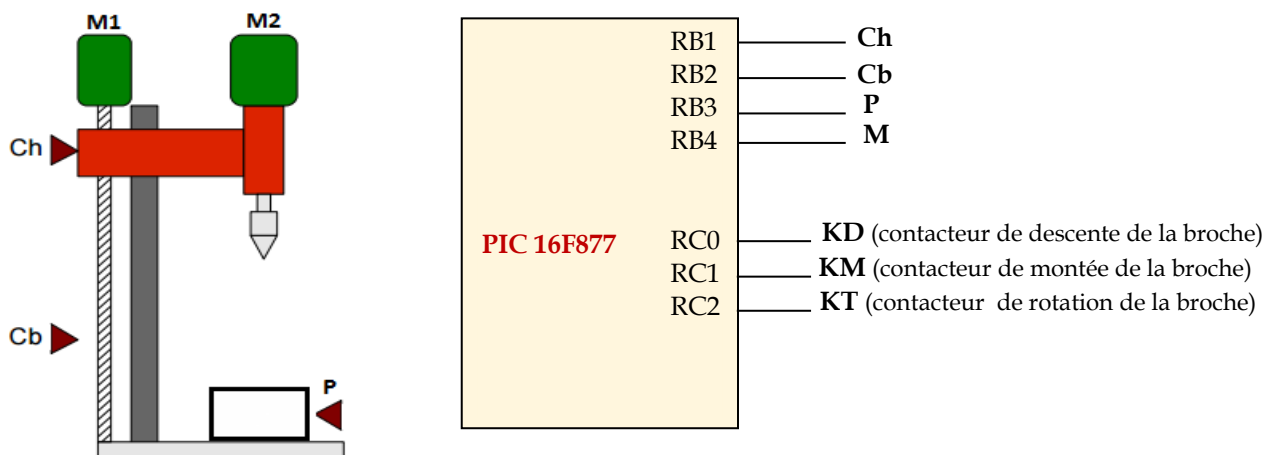 M1
M2
Ch
Cb
P
RB1
Ch
RB2
Cb
RB3
P
RB4
M
PIC 16F877
RC0
KD (contacteur de descente de la broche)
RC1
KM (contacteur de montée de la broche)
RC2
KT (contacteur de rotation de la broche)